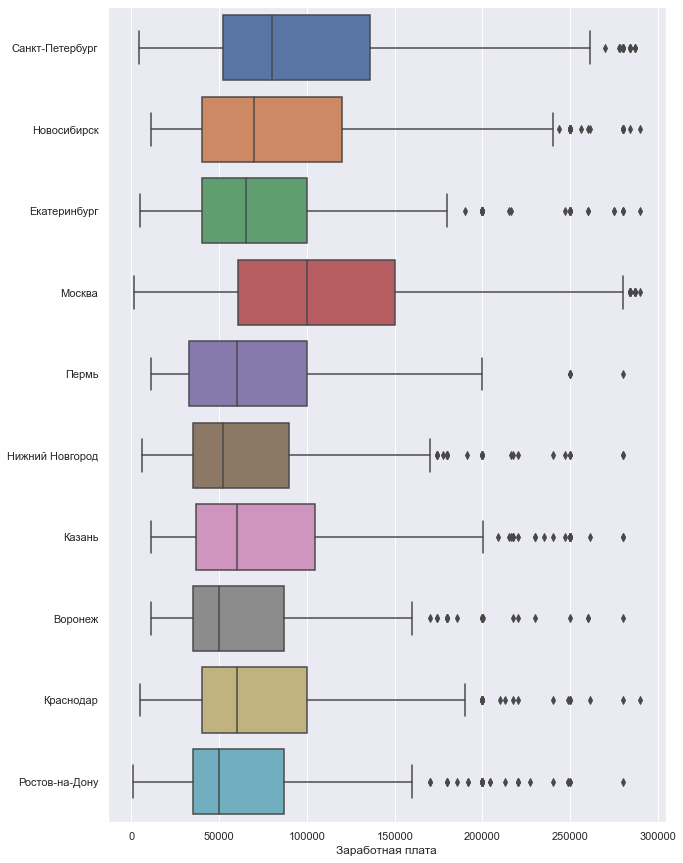 Санкт-Петербург
Новосибирск
Екатеринбург
Москва
Пермь
Нижний Новгород
Казань
Воронеж
Краснодар
Ростов-на-Дону
0 50000 100000 150000 200000 250000 300000
Заработная плата